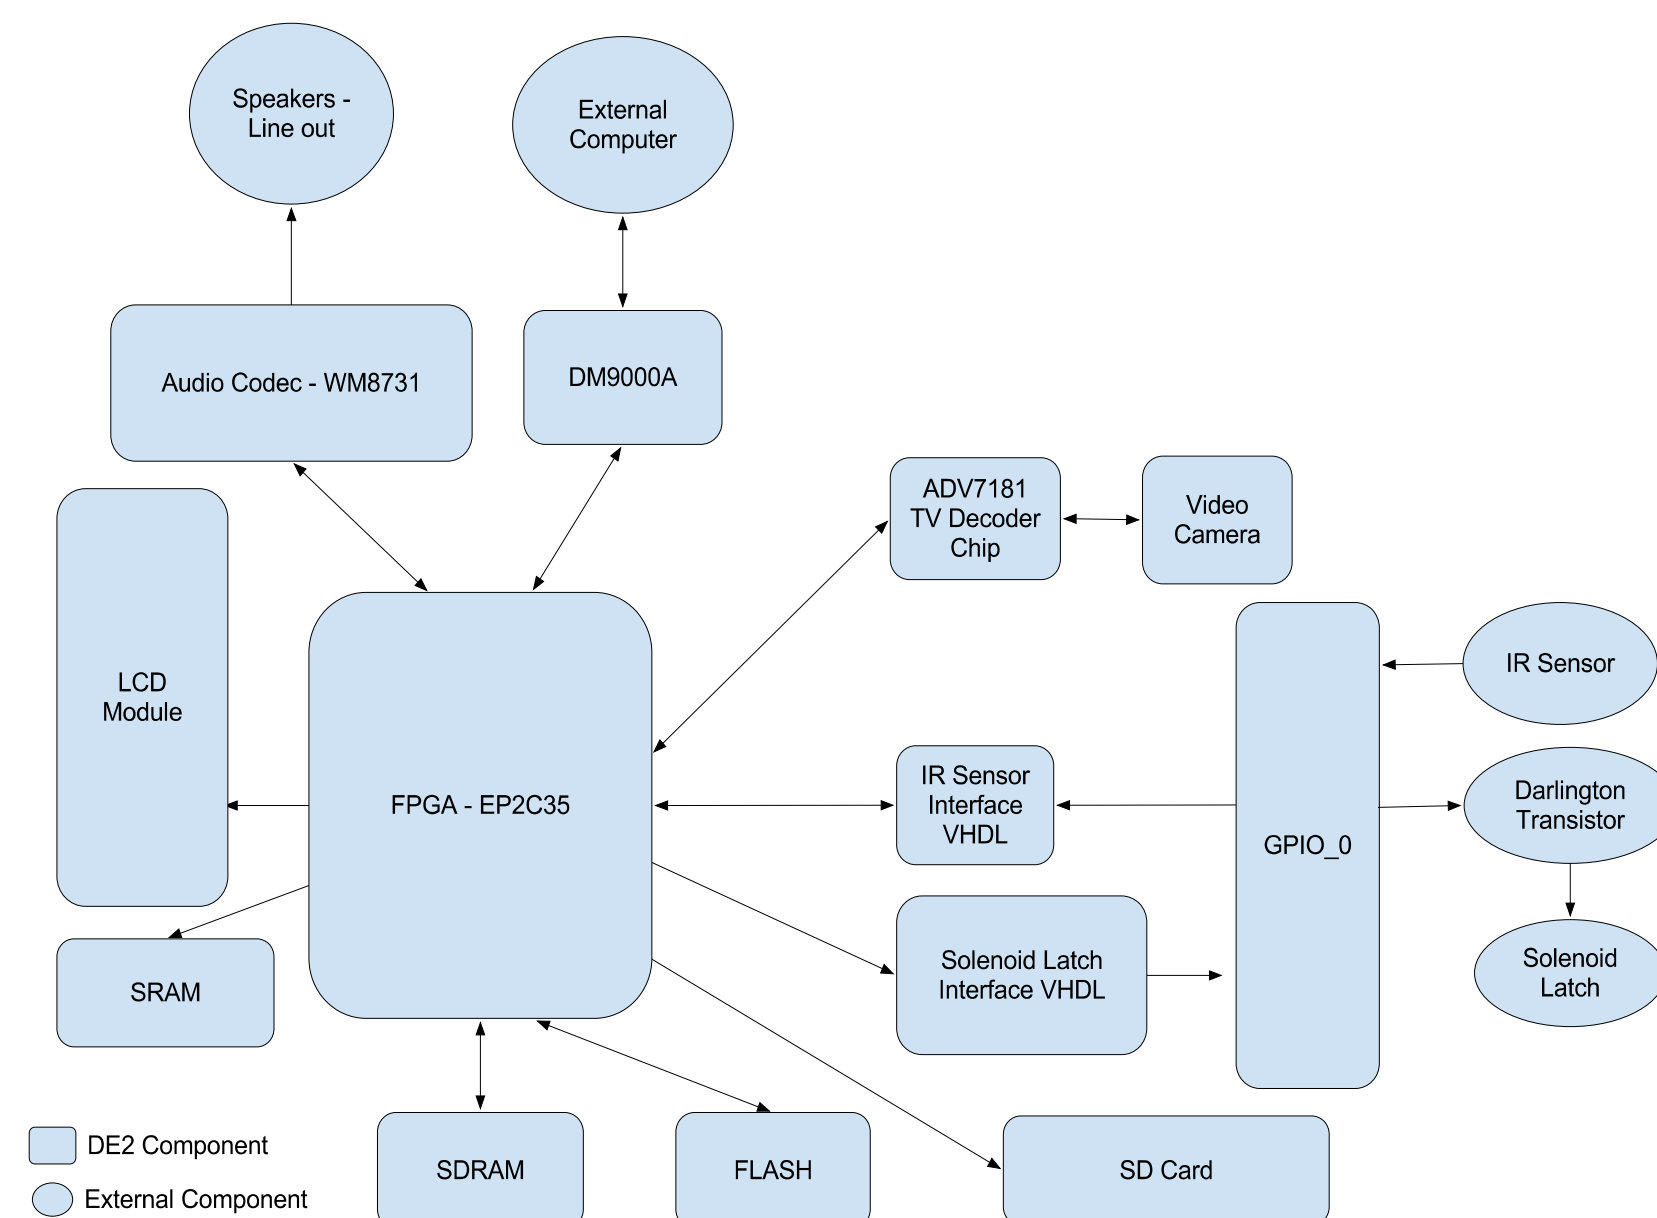 Speakers -
Line out
External
Computer
Audio Codec - WM8731
DM9000A
ADV7181
TV Decoder
Chip
Video
Camera
LCD
Module
FPGA - EP2C35
IR Sensor
Interface
VHDL
GPIO_0
IR Sensor
Darlington
Transistor
Solenoid Latch
Interface VHDL
Solenoid
Latch
SRAM
SDRAM
FLASH
SD Card
DE2 Component
External Component